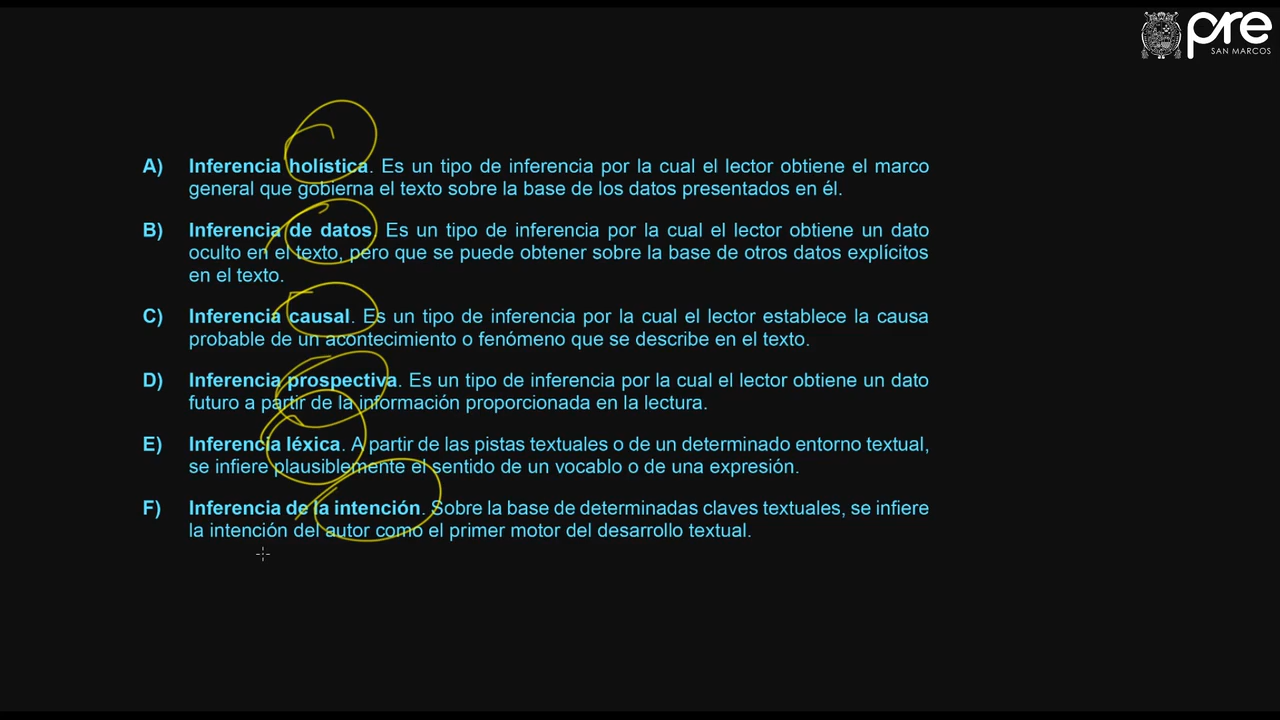 pre
SAN MARCOS
A) Inferencia holística. Es un tipo de inferencia por la cual el lector obtiene el marco
general que gobierna el texto sobre la base de los datos presentados en él.
B) Inferencia de datos. Es un tipo de inferencia por la cual el lector obtiene un dato
oculto en el texto, pero que se puede obtener sobre la base de otros datos explícitos
en el texto.
C) Inferencia causal. Es un tipo de inferencia por la cual el lector establece la causa
probable de un acontecimiento o fenómeno que se describe en el texto.
D) Inferencia prospectiva. Es un tipo de inferencia por la cual el lector obtiene un dato
futuro a partir de la información proporcionada en la lectura.
E) Inferencia léxica. A partir de las pistas textuales o de un determinado entorno textual,
se infiere plausiblemente el sentido de un vocablo o de una expresión.
F) Inferencia de la intención. Sobre la base de determinadas claves textuales, se infiere
la intención del autor como el primer motor del desarrollo textual.